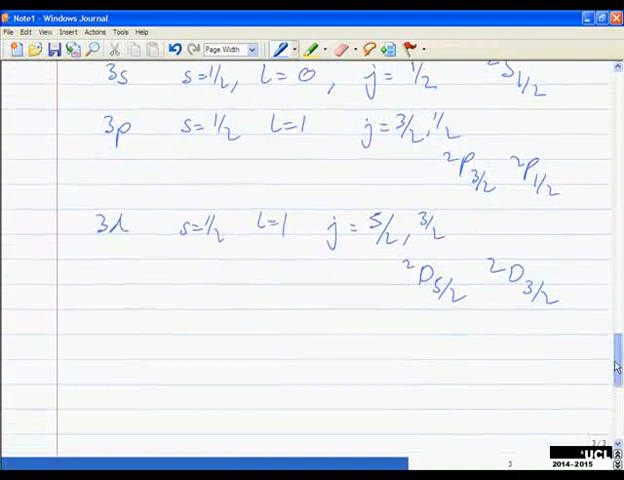 Note1 - Windows Journal
File Edit View Insert Actions Tools Help
Page Width
3s s=1/2, l=0, j= 1/2 ²S1/2
3p s=1/2 l=1 j=3/2, 1/2
²P3/2 ²P1/2
3d s=1/2 l=1 j= 5/2, 3/2
²D5/2 ²D3/2
3/3
UCL
3 2014-2015